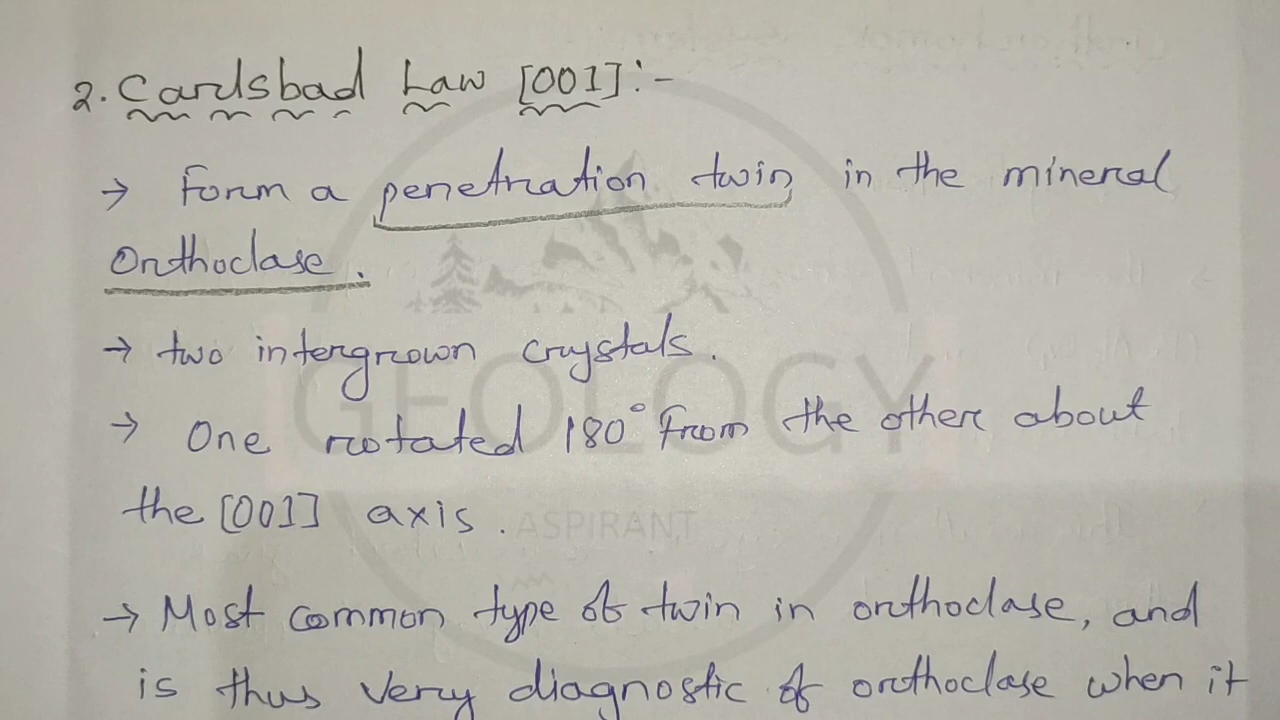 2. Carlsbad Law [001]:-
→ Form a penetration twin in the mineral
Orthoclase.
→ two intergrown crystals.
→ One rotated 180° from the other about
the [001] axis.
→ Most common type of twin in orthoclase, and
is thus very diagnostic of orthoclase when it
GEOLOGY
ASPIRANT